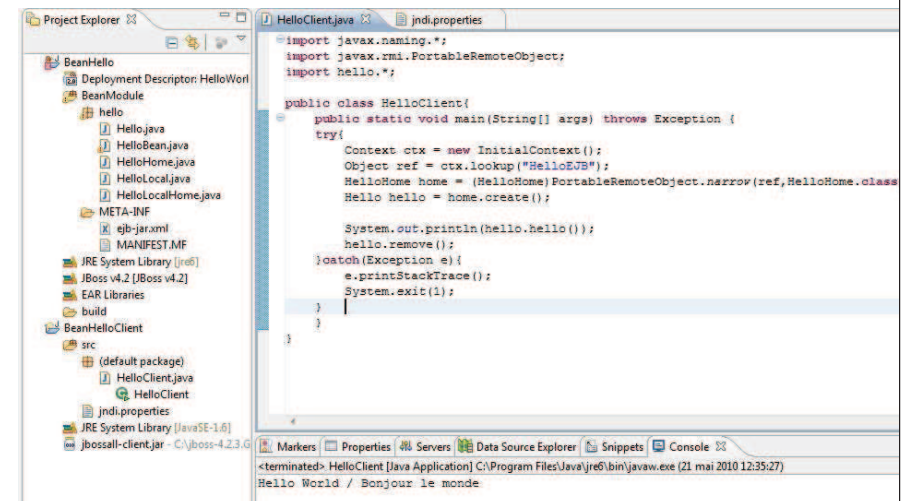 Project Explorer
BeanHello
Deployment Descriptor: HelloWorl
BeanModule
hello
Hello.java
HelloBean.java
HelloHome.java
HelloLocal.java
HelloLocalHome.java
META-INF
ejb-jar.xml
MANIFEST.MF
JRE System Library [jre6]
JBoss v4.2 [JBoss v4.2]
EAR Libraries
build
BeanHelloClient
src
(default package)
HelloClient.java
HelloClient
jndi.properties
JRE System Library [JavaSE-1.6]
jbossall-client.jar - C:\jboss-4.2.3.G
HelloClient.java jndi.properties
import javax.naming.*;
import javax.rmi.PortableRemoteObject;
import hello.*;
public class HelloClient{
public static void main(String[] args) throws Exception {
try{
Context ctx = new InitialContext();
Object ref = ctx.lookup("HelloEJB");
HelloHome home = (HelloHome)PortableRemoteObject.narrow(ref,HelloHome.class
Hello hello = home.create();
System.out.println(hello.hello());
hello.remove();
}catch(Exception e){
e.printStackTrace();
System.exit(1);
}
}
}
Markers Properties Servers Data Source Explorer Snippets Console
<terminated> HelloClient [Java Application] C:\Program Files\Java\jre6\bin\javaw.exe (21 mai 2010 12:35:27)
Hello World / Bonjour le monde